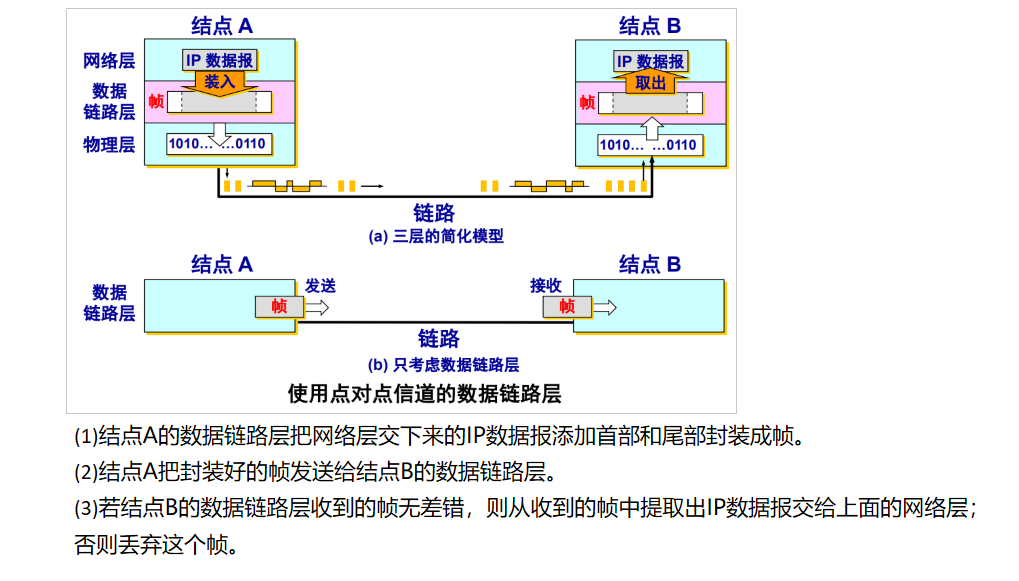 结点 A
结点 B
网络层
IP 数据报
IP 数据报
装入
取出
数据
链路层
帧
帧
物理层
1010… …0110
1010… …0110
链路
(a) 三层的简化模型
结点 A
结点 B
数据
链路层
发送
接收
帧
帧
链路
(b) 只考虑数据链路层
使用点对点信道的数据链路层
(1)结点A的数据链路层把网络层交下来的IP数据报添加首部和尾部封装成帧。
(2)结点A把封装好的帧发送给结点B的数据链路层。
(3)若结点B的数据链路层收到的帧无差错，则从收到的帧中提取出IP数据报交给上面的网络层；
否则丢弃这个帧。